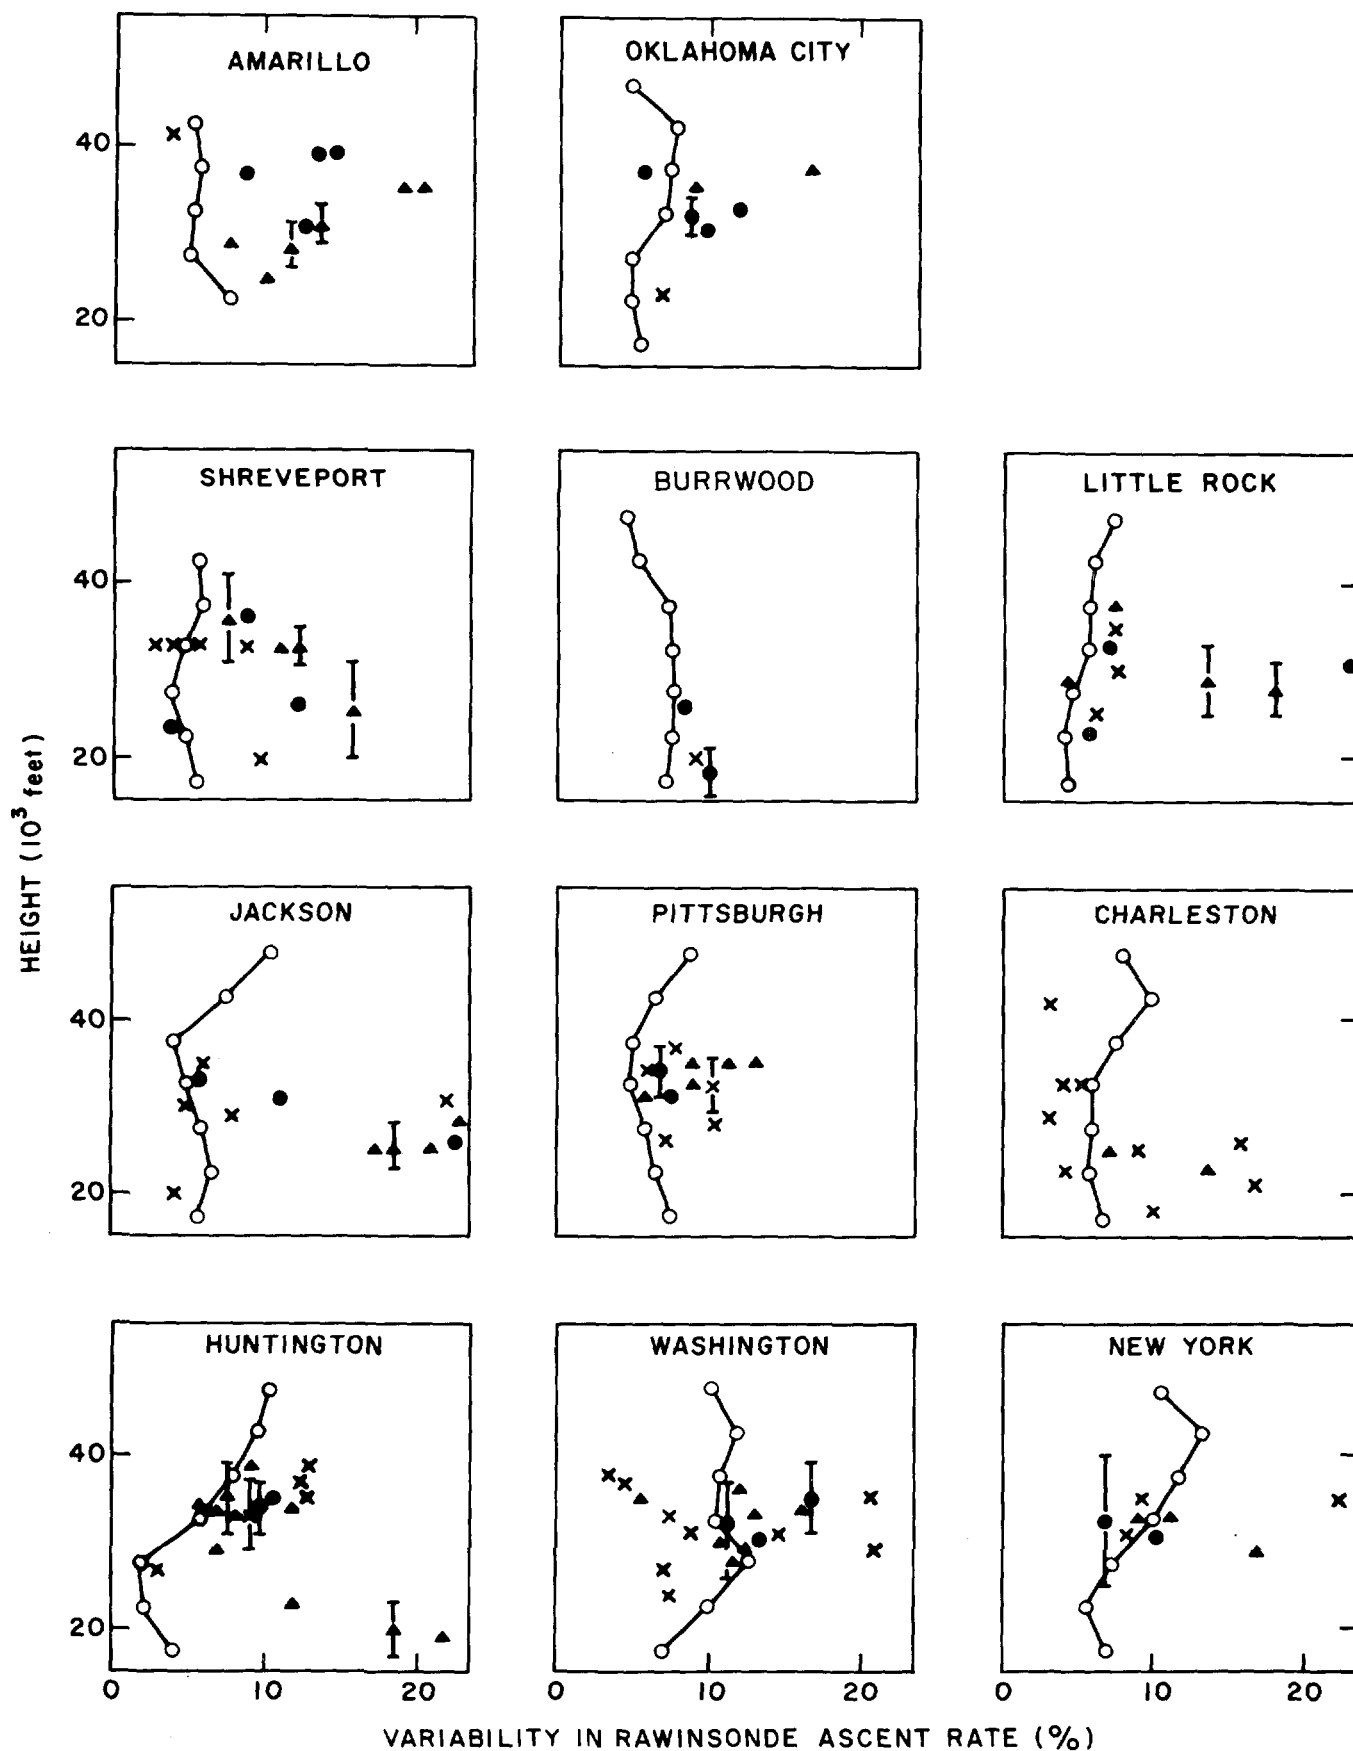 AMARILLO
OKLAHOMA CITY
40
20
SHREVEPORT
BURRWOOD
LITTLE ROCK
40
20
HEIGHT (10³ feet)
JACKSON
PITTSBURGH
CHARLESTON
40
20
HUNTINGTON
WASHINGTON
NEW YORK
40
20
0 10 20 0 10 20 0 10 20
VARIABILITY IN RAWINSONDE ASCENT RATE (%)